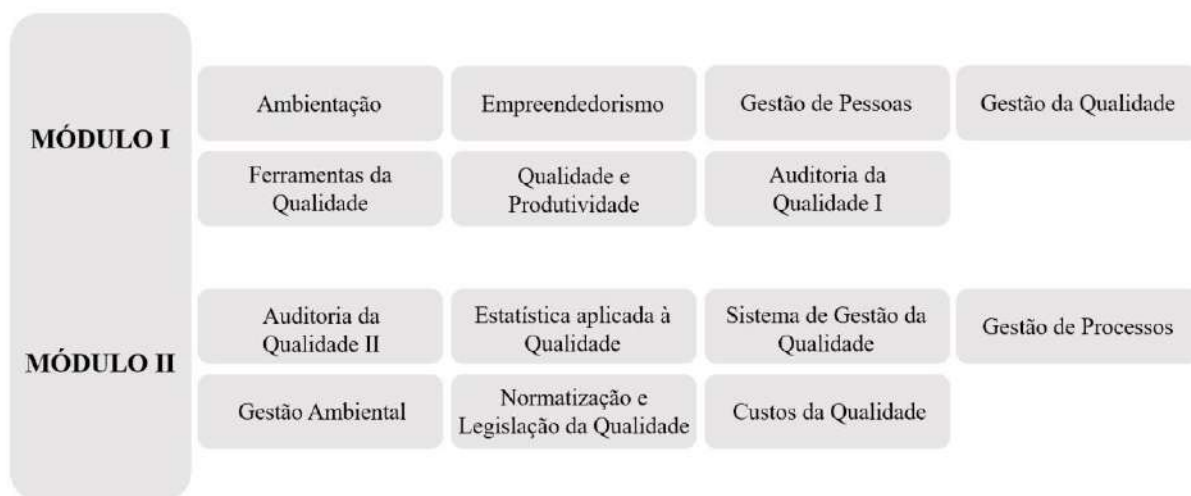 MÓDULO I
Ambientação
Empreendedorismo
Gestão de Pessoas
Gestão da Qualidade
Ferramentas da
Qualidade
Qualidade e
Produtividade
Auditoria da
Qualidade I
MÓDULO II
Auditoria da
Qualidade II
Estatística aplicada à
Qualidade
Sistema de Gestão da
Qualidade
Gestão de Processos
Gestão Ambiental
Normatização e
Legislação da Qualidade
Custos da Qualidade